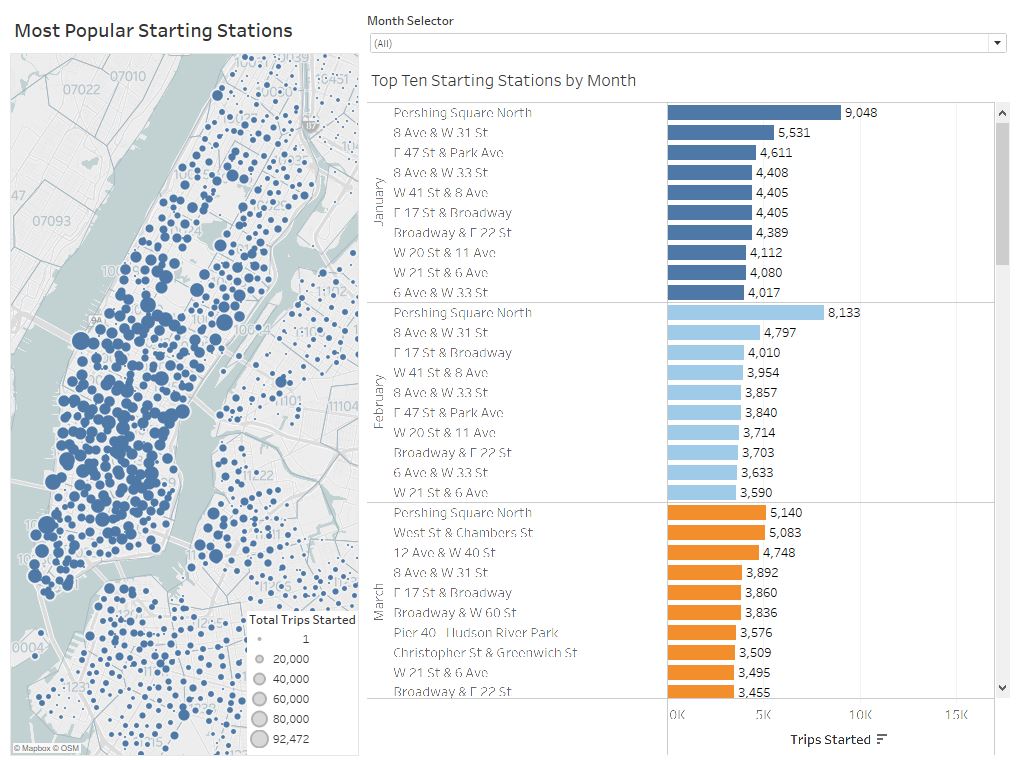 Most Popular Starting Stations
Month Selector
(All)
Top Ten Starting Stations by Month
January
Pershing Square North 9,048
8 Ave & W 31 St 5,531
E 47 St & Park Ave 4,611
8 Ave & W 33 St 4,408
W 41 St & 8 Ave 4,405
E 17 St & Broadway 4,405
Broadway & E 22 St 4,389
W 20 St & 11 Ave 4,112
W 21 St & 6 Ave 4,080
6 Ave & W 33 St 4,017
February
Pershing Square North 8,133
8 Ave & W 31 St 4,797
E 17 St & Broadway 4,010
W 41 St & 8 Ave 3,954
8 Ave & W 33 St 3,857
E 47 St & Park Ave 3,840
W 20 St & 11 Ave 3,714
Broadway & E 22 St 3,703
6 Ave & W 33 St 3,633
W 21 St & 6 Ave 3,590
March
Pershing Square North 5,140
West St & Chambers St 5,083
12 Ave & W 40 St 4,748
8 Ave & W 31 St 3,892
E 17 St & Broadway 3,860
Broadway & W 60 St 3,836
Pier 40 - Hudson River Park 3,576
Christopher St & Greenwich St 3,509
W 21 St & 6 Ave 3,495
Broadway & E 22 St 3,455
0K 5K 10K 15K
Trips Started
07010
07022
07093
47
10451
11101
11104
11222
Total Trips Started
1
20,000
40,000
60,000
80,000
92,472
© Mapbox © OSM